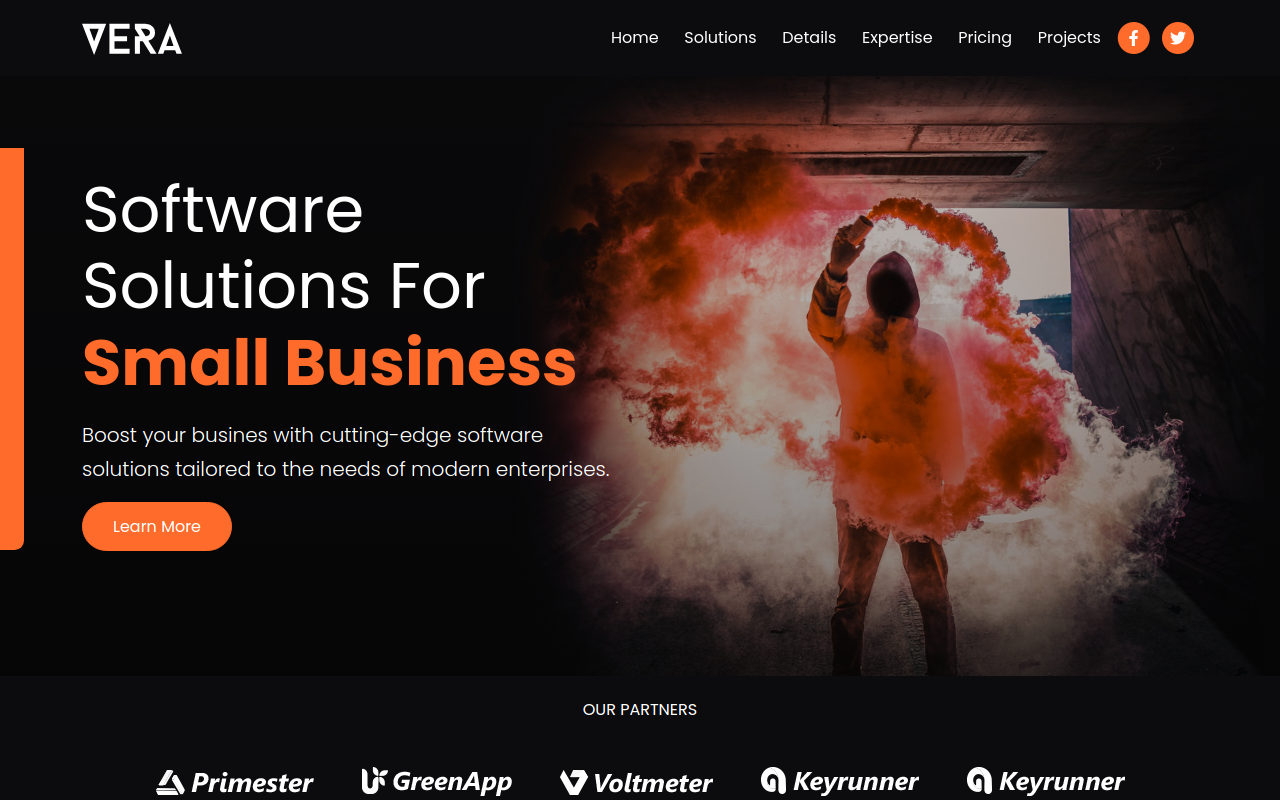 VERA
Home Solutions Details Expertise Pricing Projects
Software
Solutions For
Small Business
Boost your busines with cutting-edge software
solutions tailored to the needs of modern enterprises.
Learn More
OUR PARTNERS
Primester GreenApp Voltmeter Keyrunner Keyrunner